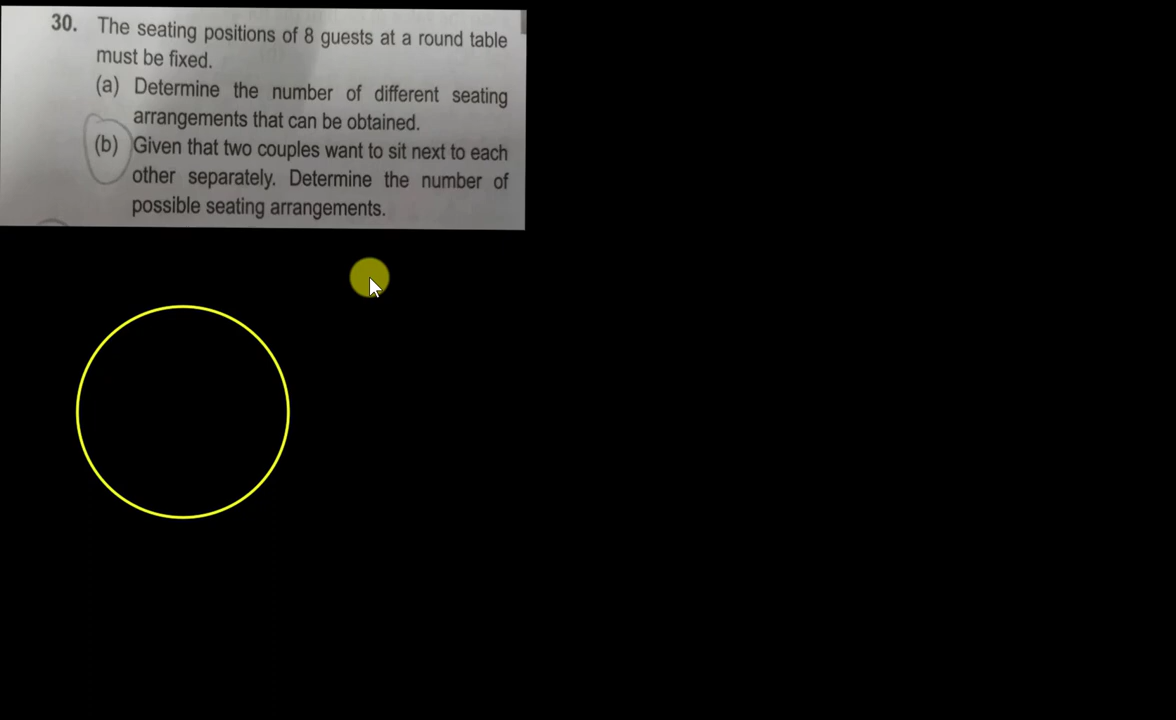 30. The seating positions of 8 guests at a round table
must be fixed.
(a) Determine the number of different seating
arrangements that can be obtained.
(b) Given that two couples want to sit next to each
other separately. Determine the number of
possible seating arrangements.